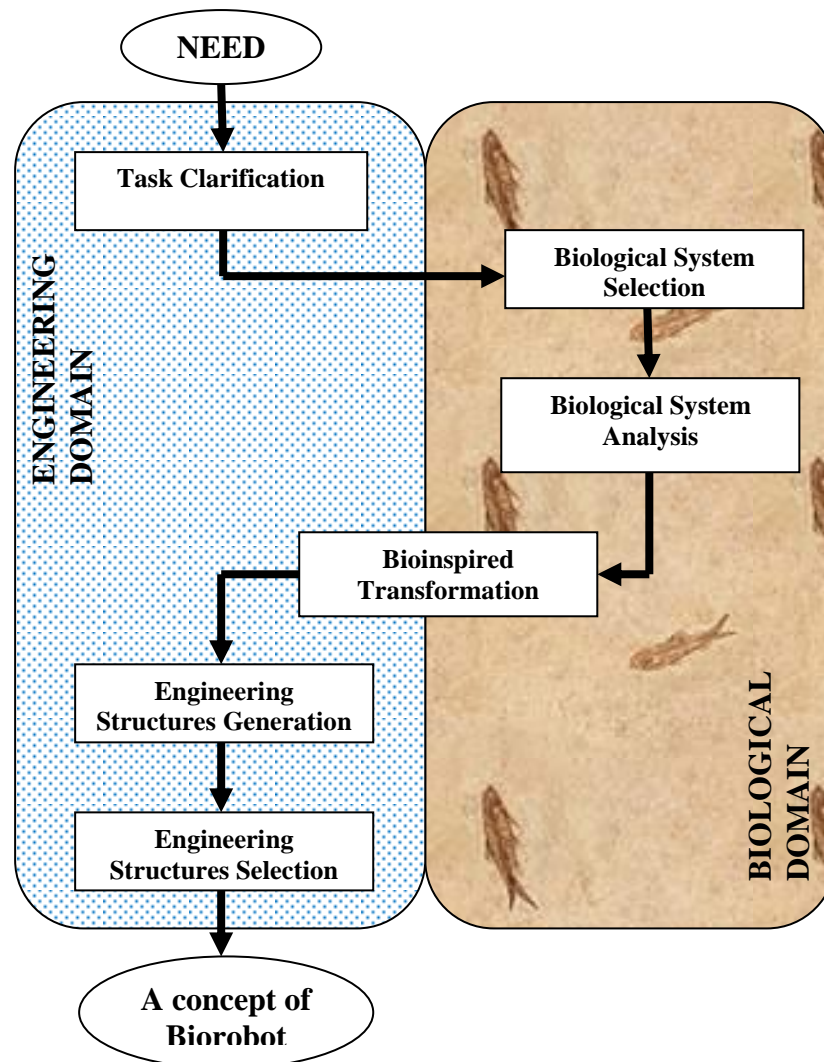 NEED
Task Clarification
Biological System
Selection
Biological System
Analysis
Bioinspired
Transformation
Engineering
Structures Generation
Engineering
Structures Selection
A concept of
Biorobot
ENGINEERING
DOMAIN
BIOLOGICAL
DOMAIN